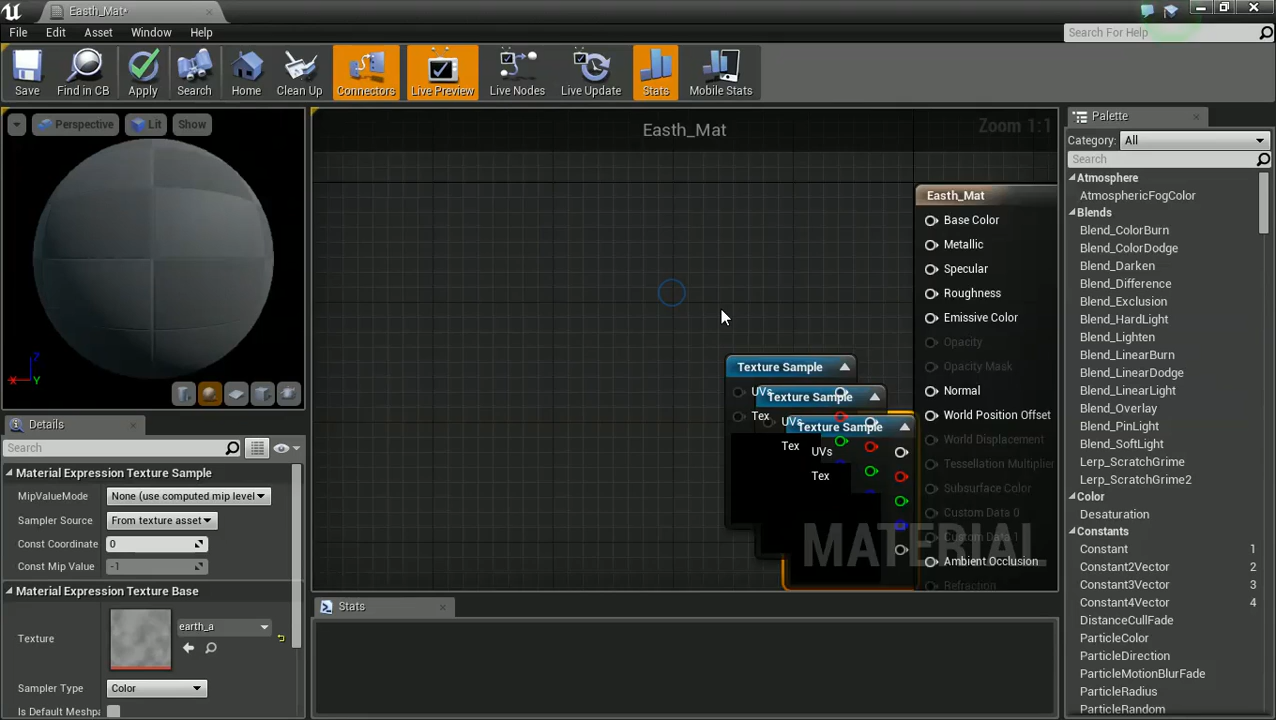 Easth_Mat*
File Edit Asset Window Help
Search For Help
Save Find in CB Apply Search Home Clean Up Connectors Live Preview Live Nodes Live Update Stats Mobile Stats
Perspective Lit Show
X Z Y
Easth_Mat
Zoom 1:1
Easth_Mat
Base Color
Metallic
Specular
Roughness
Emissive Color
Opacity
Opacity Mask
Normal
World Position Offset
World Displacement
Tessellation Multiplier
Subsurface Color
Custom Data 0
Custom Data 1
Ambient Occlusion
Refraction
Texture Sample
UVs
Tex
Texture Sample
UVs
Tex
Texture Sample
UVs
Tex
MATERIAL
Details
Search
Material Expression Texture Sample
MipValueMode None (use computed mip level
Sampler Source From texture asset
Const Coordinate 0
Const Mip Value -1
Material Expression Texture Base
Texture earth_a
Sampler Type Color
Is Default Meshpa
Stats
Palette
Category: All
Search
Atmosphere
AtmosphericFogColor
Blends
Blend_ColorBurn
Blend_ColorDodge
Blend_Darken
Blend_Difference
Blend_Exclusion
Blend_HardLight
Blend_Lighten
Blend_LinearBurn
Blend_LinearDodge
Blend_LinearLight
Blend_Overlay
Blend_PinLight
Blend_SoftLight
Lerp_ScratchGrime
Lerp_ScratchGrime2
Color
Desaturation
Constants
Constant 1
Constant2Vector 2
Constant3Vector 3
Constant4Vector 4
DistanceCullFade
ParticleColor
ParticleDirection
ParticleMotionBlurFade
ParticleRadius
ParticleRandom